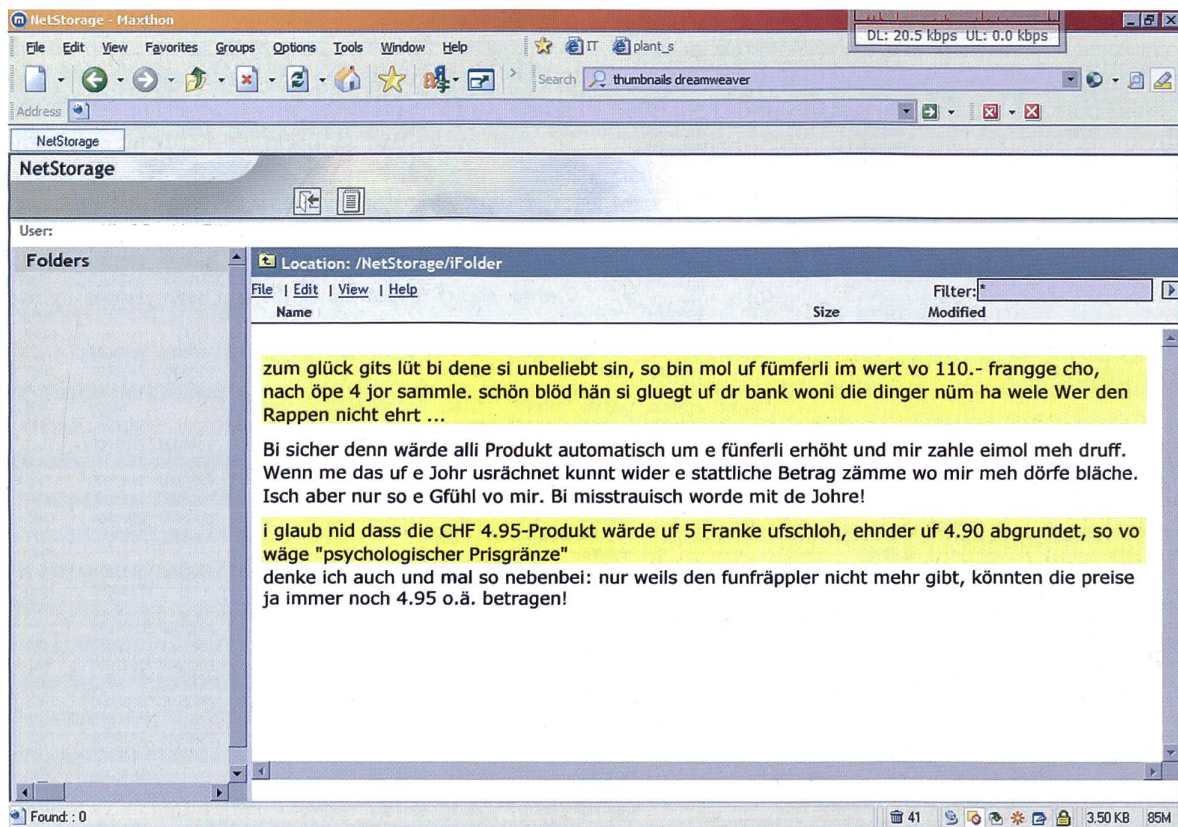 NetStorage - Maxthon
DL: 20.5 kbps UL: 0.0 kbps
File Edit View Favorites Groups Options Tools Window Help IT plant_s
Search thumbnails dreamweaver
Address
NetStorage
NetStorage
User:
Folders
Location: /NetStorage/iFolder
File | Edit | View | Help Filter:*
Name Size Modified
zum glück gits lüt bi dene si unbeliebt sin, so bin mol uf fümferli im wert vo 110.- frangge cho,
nach öpe 4 jor sammle. schön blöd hän si gluegt uf dr bank woni die dinger nüm ha wele Wer den
Rappen nicht ehrt ...
Bi sicher denn wärde alli Produkt automatisch um e fünferli erhöht und mir zahle eimol meh druff.
Wenn me das uf e Johr usrächnet kunnt wider e stattliche Betrag zämme wo mir meh dörfe bläche.
Isch aber nur so e Gfühl vo mir. Bi misstrauisch worde mit de Johre!
i glaub nid dass die CHF 4.95-Produkt wärde uf 5 Franke ufschloh, ehnder uf 4.90 abgrundet, so vo
wäge "psychologischer Prisgränze"
denke ich auch und mal so nebenbei: nur weils den funfräppler nicht mehr gibt, könnten die preise
ja immer noch 4.95 o.ä. betragen!
Found: : 0 41 3.50 KB 85M